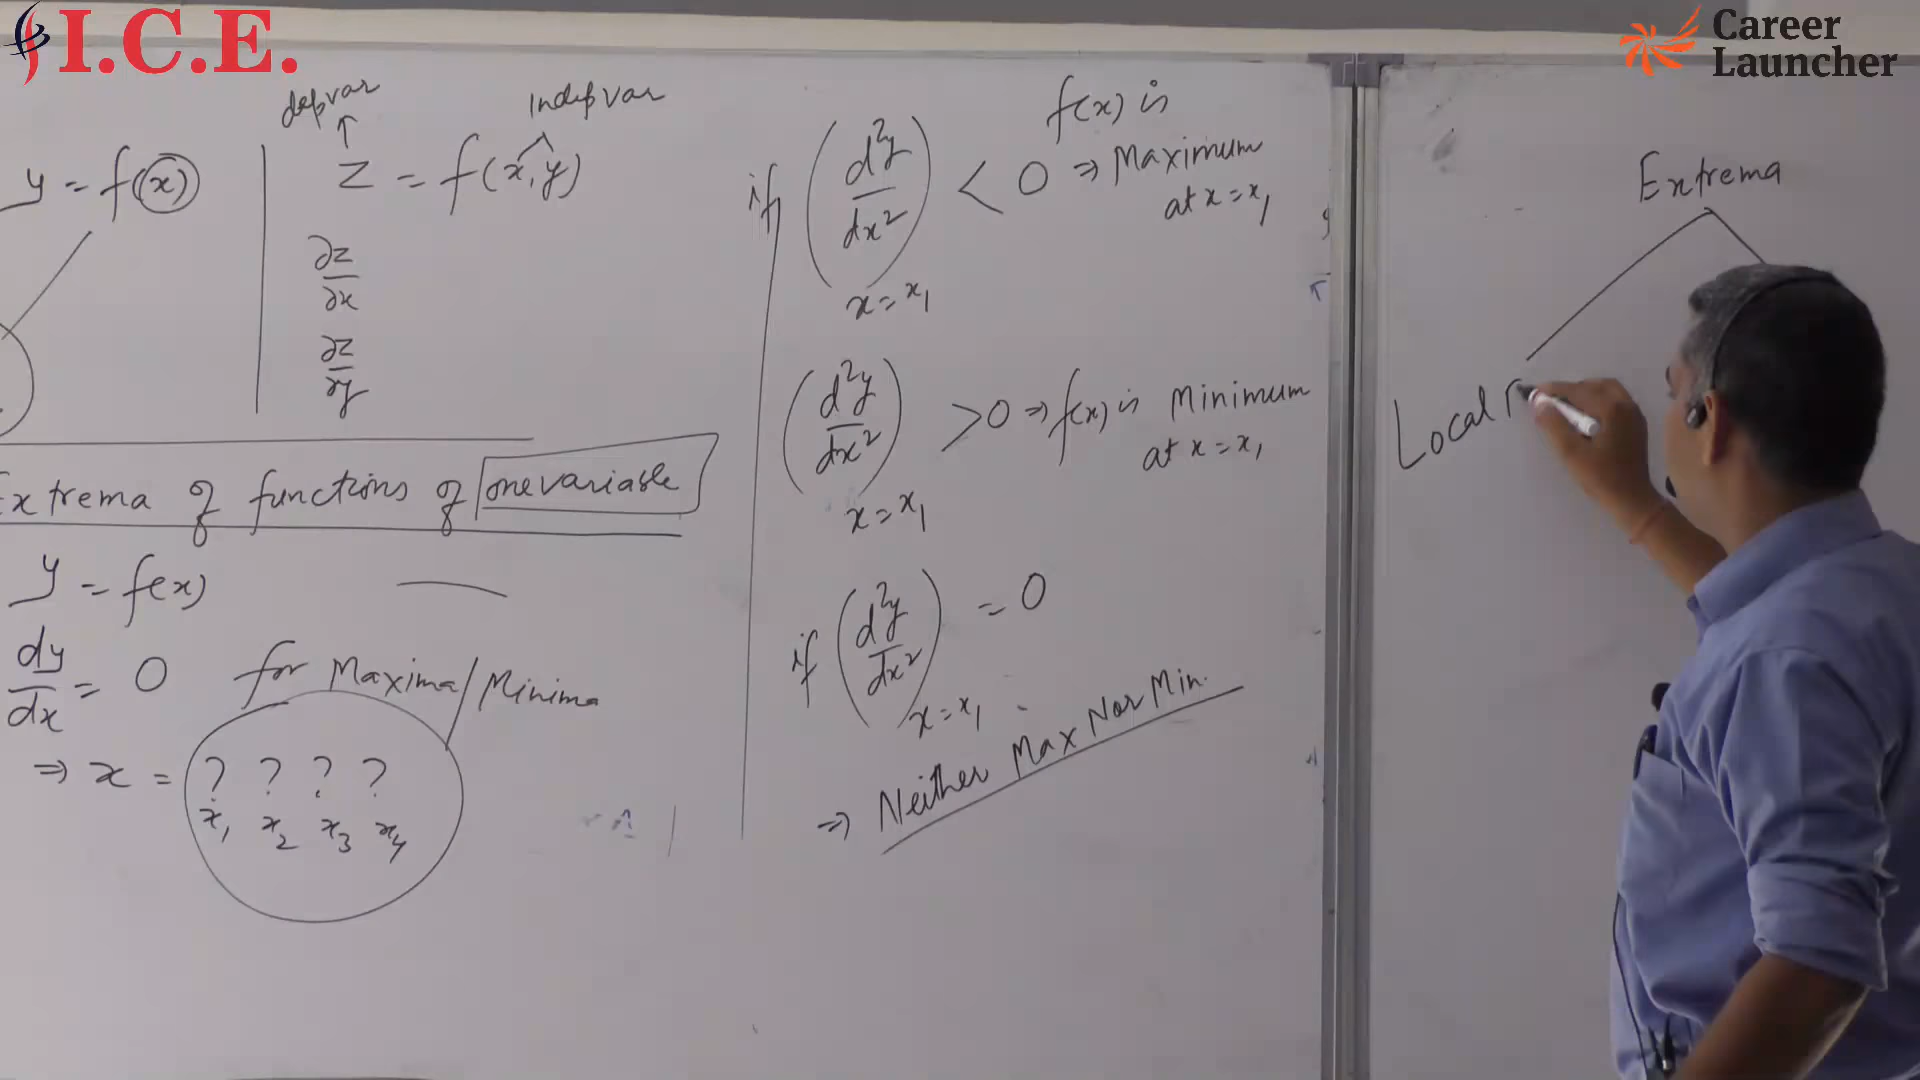 I.C.E.
Career
Launcher
dep var
Indep var
y = f(x)
z = f(x, y)
∂z/∂x
∂z/∂y
Extrema of functions of one variable
y = f(x)
dy/dx = 0 for Maxima/Minima
⇒ x = ? ? ? ?
x₁ x₂ x₃ x₄
f(x) is
if (d²y/dx²) < 0 ⇒ Maximum
x = x₁
at x = x₁
(d²y/dx²) > 0 ⇒ f(x) is Minimum
x = x₁
at x = x₁
if (d²y/dx²) = 0
x = x₁
⇒ Neither Max Nor Min.
Extrema
Local